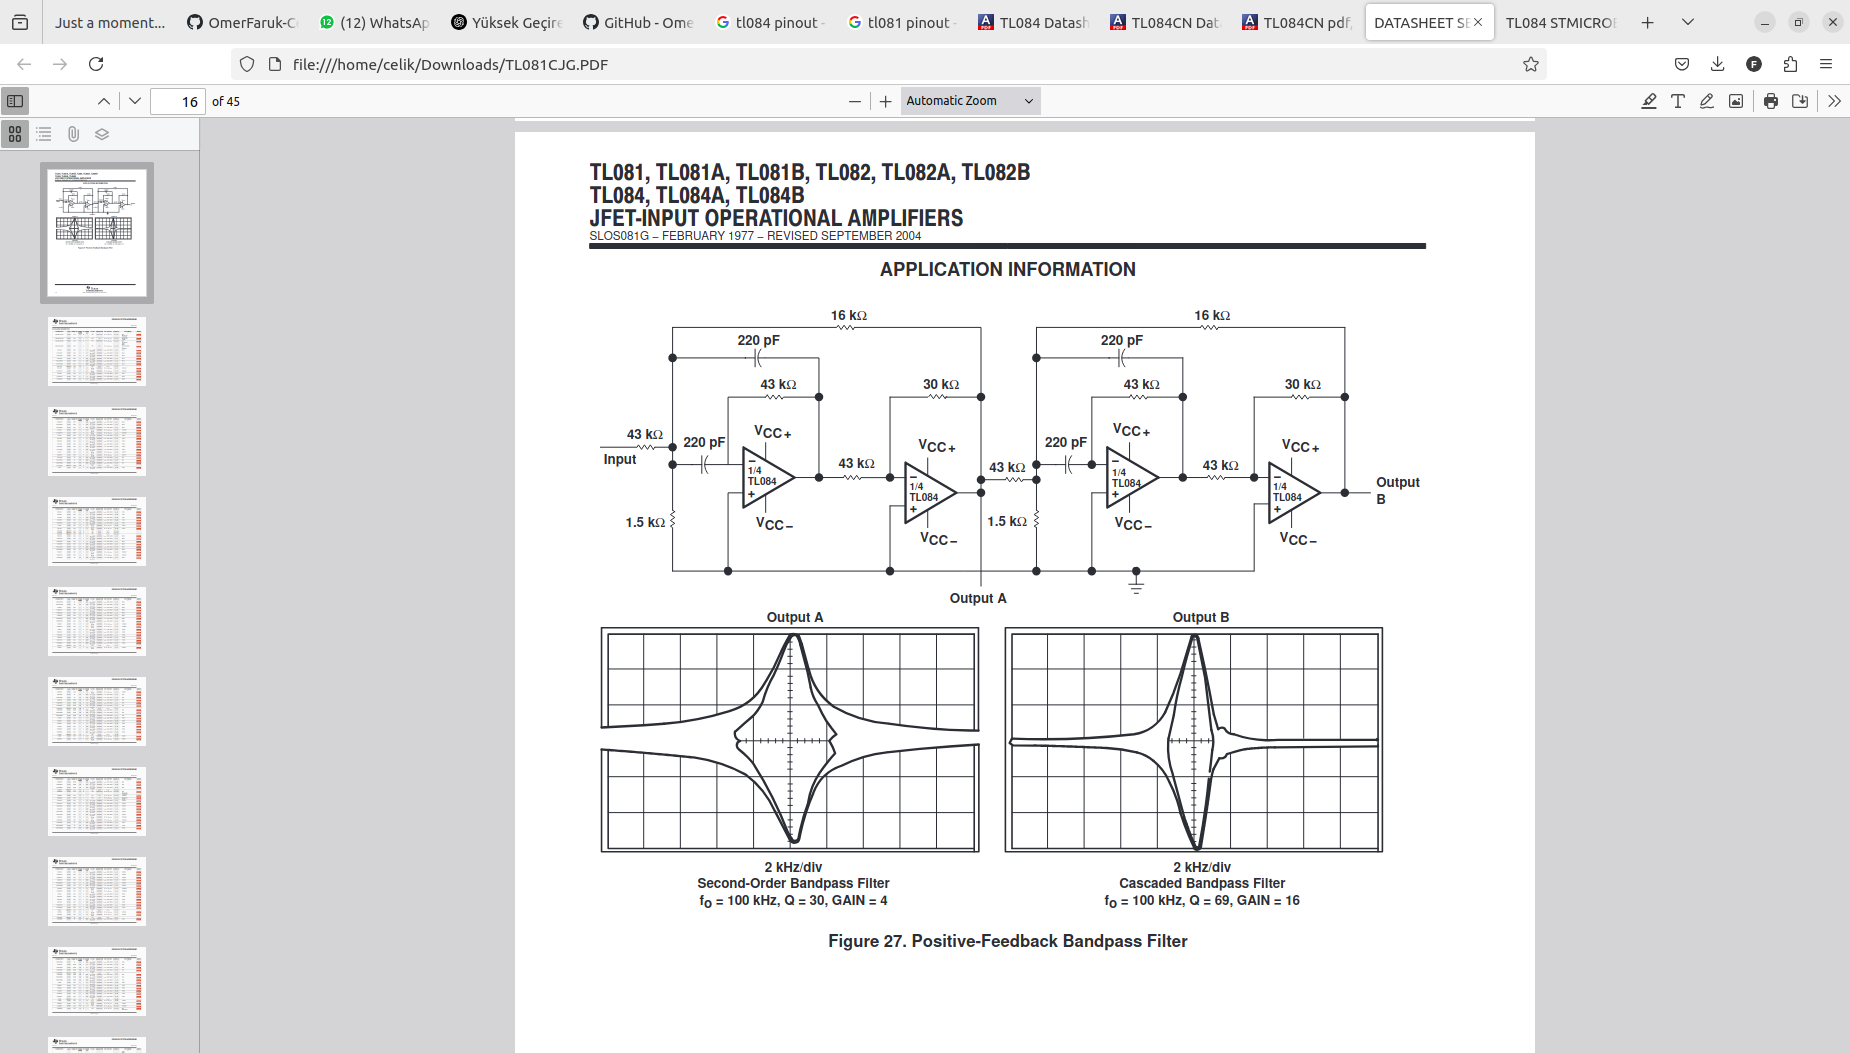 Just a moment...
OmerFaruk-C
(12) WhatsAp
Yüksek Geçire
GitHub - Ome
tl084 pinout -
tl081 pinout -
TL084 Datash
TL084CN Dat
TL084CN pdf,
DATASHEET SE
TL084 STMICROE
file:///home/celik/Downloads/TL081CJG.PDF
F
16 of 45
Automatic Zoom
TL081, TL081A, TL081B, TL082, TL082A, TL082B
TL084, TL084A, TL084B
JFET-INPUT OPERATIONAL AMPLIFIERS
SLOS081G – FEBRUARY 1977 – REVISED SEPTEMBER 2004
APPLICATION INFORMATION
16 kΩ
16 kΩ
220 pF
220 pF
43 kΩ
30 kΩ
43 kΩ
30 kΩ
43 kΩ
Input
220 pF
VCC+
−
1/4
TL084
+
VCC−
43 kΩ
VCC+
−
1/4
TL084
+
VCC−
43 kΩ
220 pF
VCC+
−
1/4
TL084
+
VCC−
43 kΩ
VCC+
−
1/4
TL084
+
VCC−
Output
B
1.5 kΩ
1.5 kΩ
Output A
Output A
Output B
2 kHz/div
Second-Order Bandpass Filter
fo = 100 kHz, Q = 30, GAIN = 4
2 kHz/div
Cascaded Bandpass Filter
fo = 100 kHz, Q = 69, GAIN = 16
Figure 27. Positive-Feedback Bandpass Filter